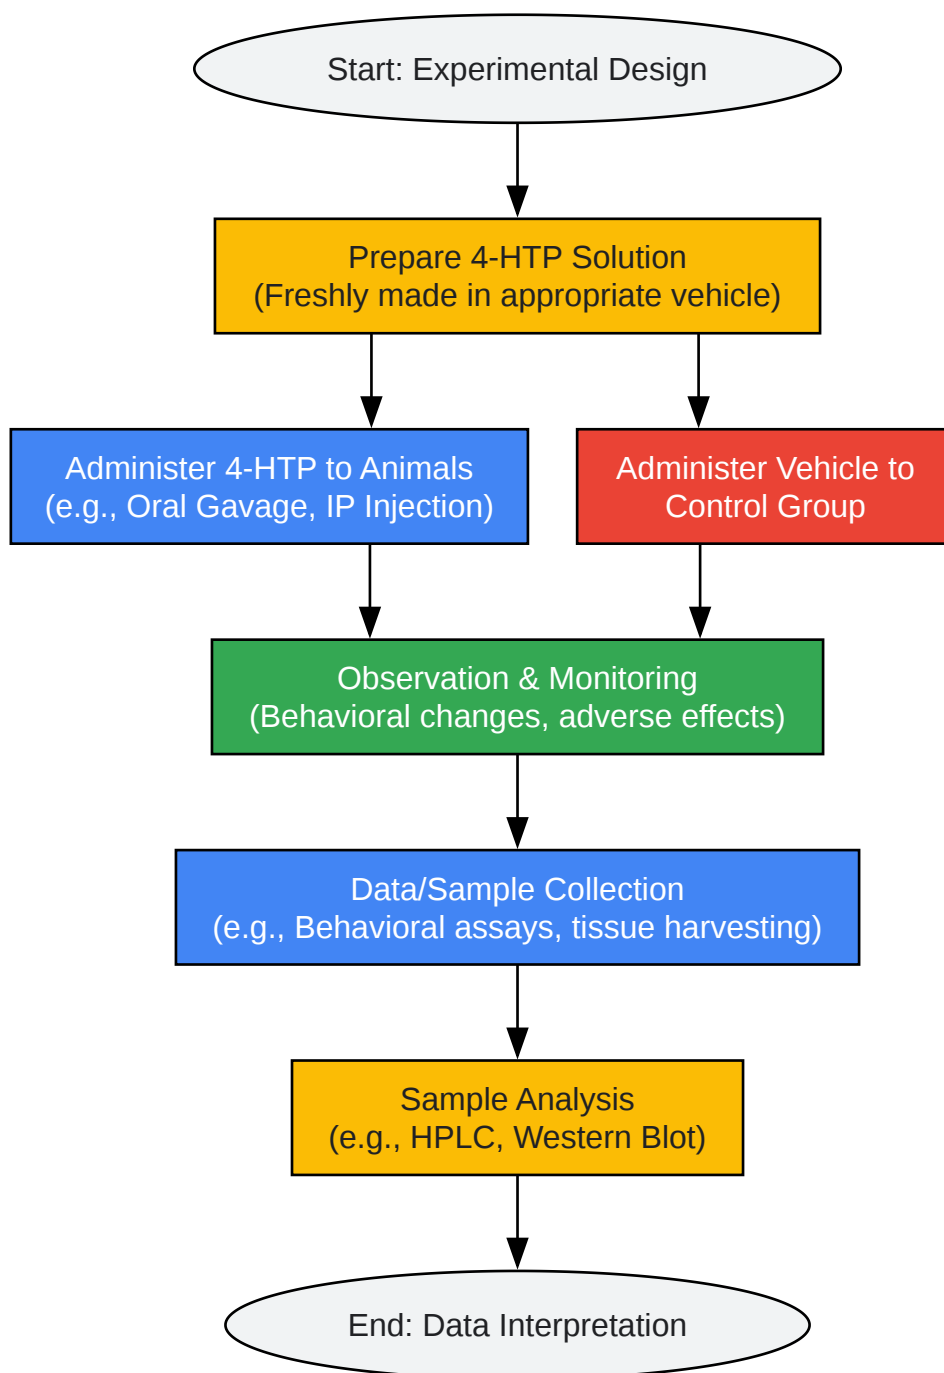 Start: Experimental Design
Prepare 4-HTP Solution
(Freshly made in appropriate vehicle)
Administer 4-HTP to Animals
(e.g., Oral Gavage, IP Injection)
Administer Vehicle to
Control Group
Observation & Monitoring
(Behavioral changes, adverse effects)
Data/Sample Collection
(e.g., Behavioral assays, tissue harvesting)
Sample Analysis
(e.g., HPLC, Western Blot)
End: Data Interpretation